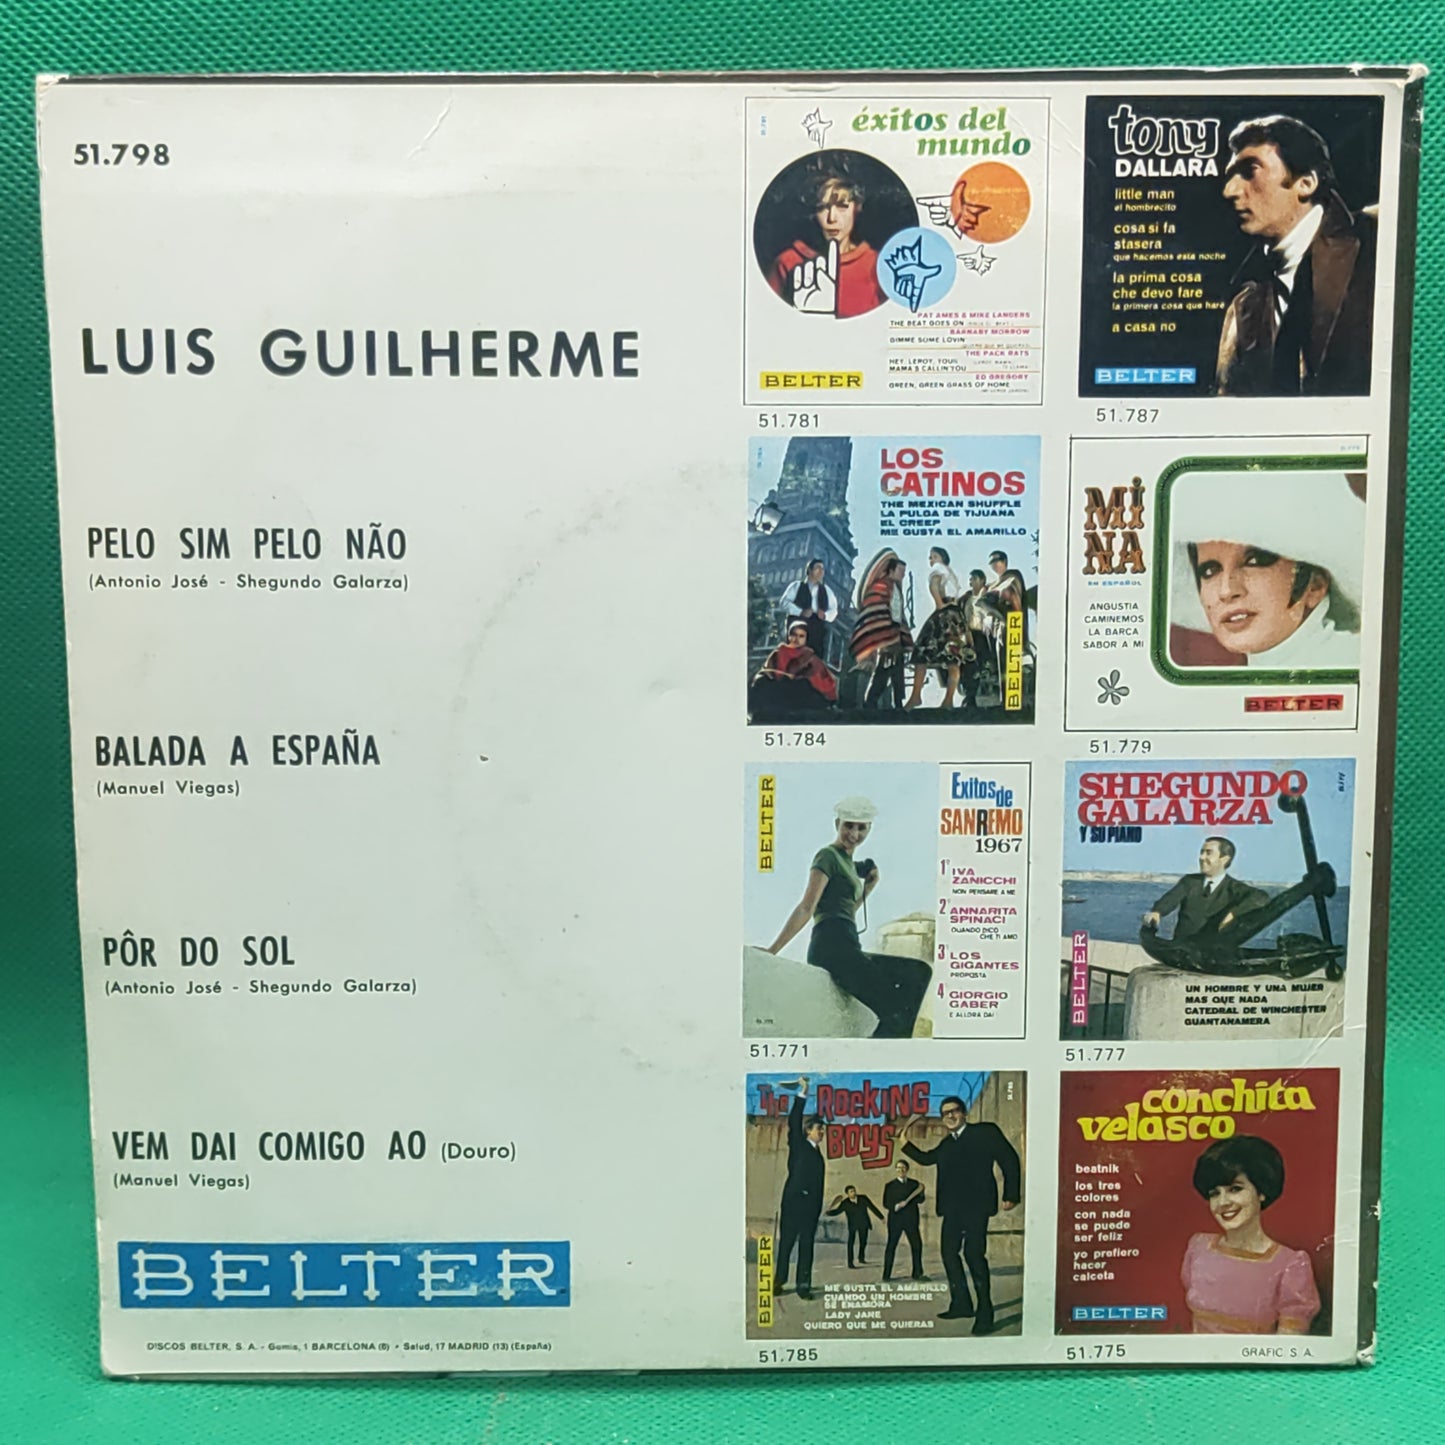 51.798
LUIS GUILHERME
PELO SIM PELO NÃO
(Antonio José - Shegundo Galarza)
BALADA A ESPAÑA
(Manuel Viegas)
PÔR DO SOL
(Antonio José - Shegundo Galarza)
VEM DAI COMIGO AO (Douro)
(Manuel Viegas)
BELTER
DISCOS BELTER, S. A. - Gomis, 1 BARCELONA (6) • Salud, 17 MADRID (13) (España)
éxitos del
mundo
PAT AMES & MIKE LANDERS
THE BEAT GOES ON
BARNABY MORROW
GIMME SOME LOVIN'
THE PACK RATS
HEY, LEROY, YOUR
MAMA'S CALLIN'YOU
ED GREGORY
GREEN, GREEN GRASS OF HOME
BELTER
51.781
tony
DALLARA
little man
el hombrecito
cosa si fa
stasera
que hacemos esta noche
la prima cosa
che devo fare
la primera cosa que haré
a casa no
BELTER
51.787
LOS
CATINOS
THE MEXICAN SHUFFLE
LA PULGA DE TIJUANA
EL CREEP
ME GUSTA EL AMARILLO
BELTER
51.784
MI
NA
EN ESPAÑOL
ANGUSTIA
CAMINEMOS
LA BARCA
SABOR A MI
BELTER
51.779
BELTER
Exitos de
SANREMO
1967
1º IVA
ZANICCHI
NON PENSARE A ME
2º ANNARITA
SPINACI
QUANDO DICO
CHE TI AMO
3º LOS
GIGANTES
PROPOSTA
4º GIORGIO
GABER
E ALLORA DAI
51.771
SHEGUNDO
GALARZA
Y SU PIANO
BELTER
UN HOMBRE Y UNA MUJER
MAS QUE NADA
CATEDRAL DE WINCHESTER
GUANTANAMERA
51.777
The ROCKING
BOYS
BELTER
ME GUSTA EL AMARILLO
CUANDO UN HOMBRE
SE ENAMORA
LADY JANE
QUIERO QUE ME QUIERAS
51.785
conchita
velasco
beatnik
los tres
colores
con nada
se puede
ser feliz
yo prefiero
hacer
calceta
BELTER
51.775
GRAFIC, S. A.